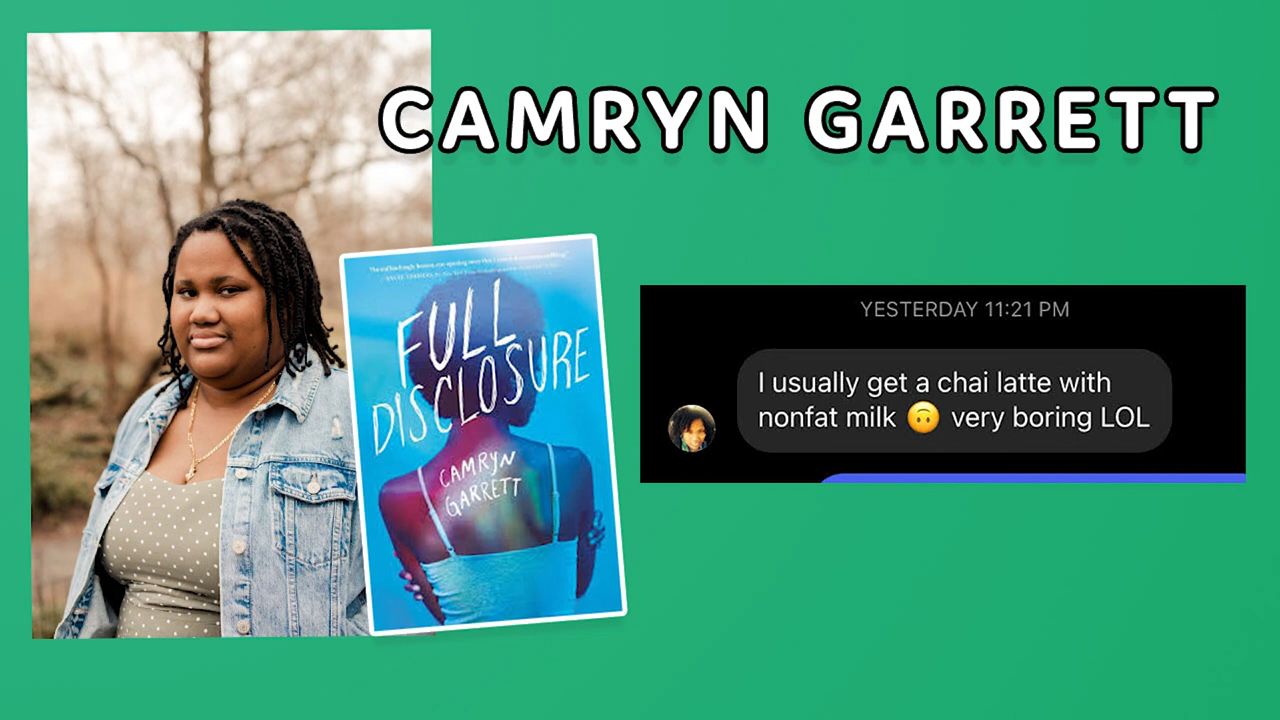 CAMRYN GARRETT
FULL
DISCLOSURE
CAMRYN
GARRETT
YESTERDAY 11:21 PM
I usually get a chai latte with
nonfat milk 🙃 very boring LOL